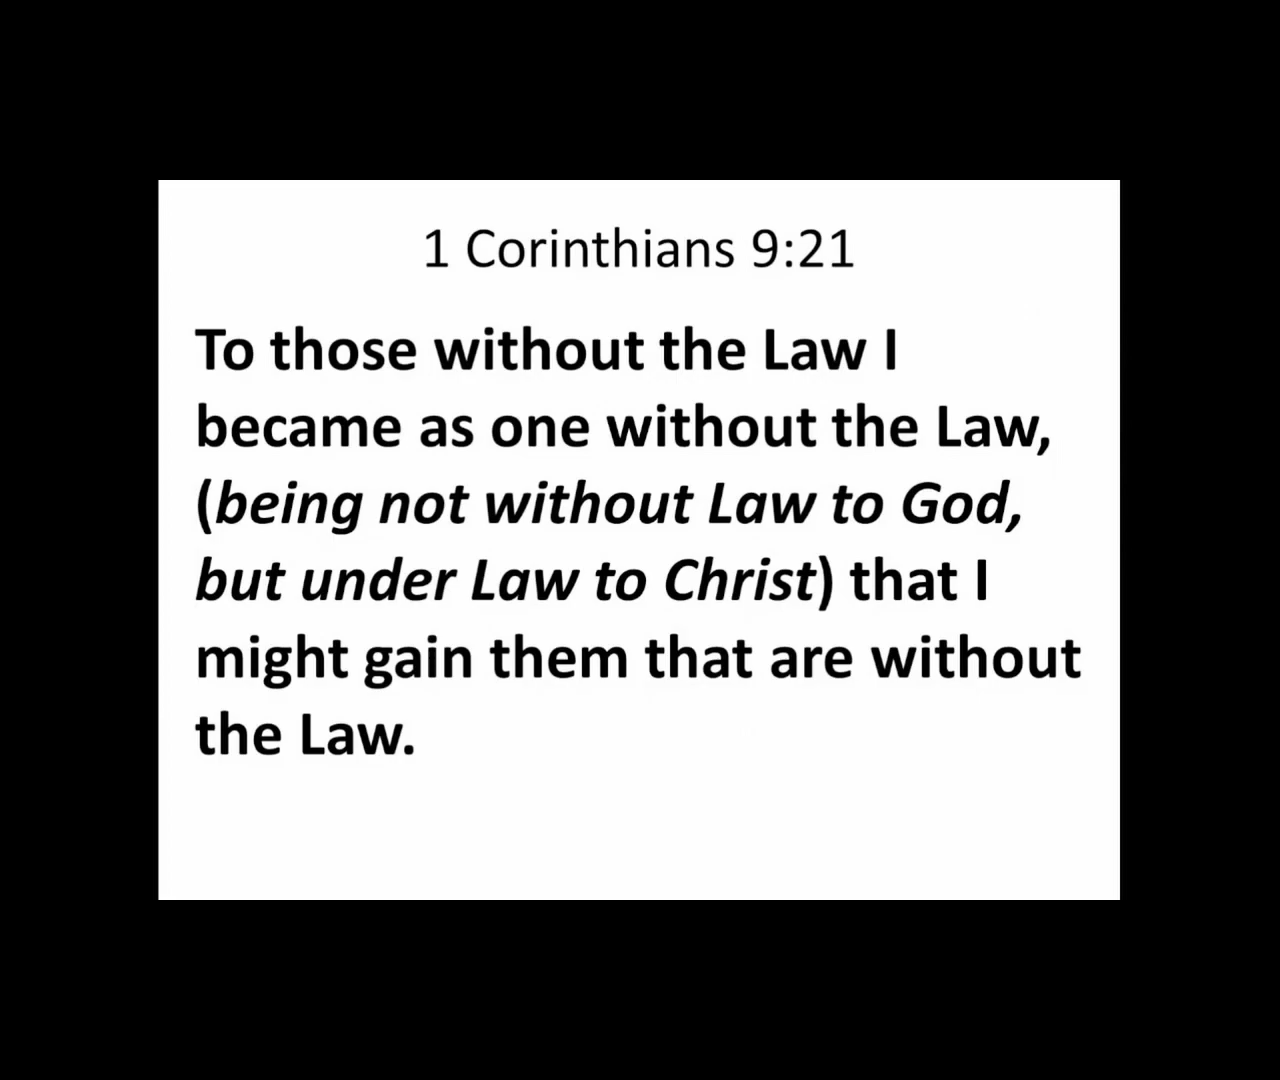 1 Corinthians 9:21
To those without the Law I
became as one without the Law,
(being not without Law to God,
but under Law to Christ) that I
might gain them that are without
the Law.